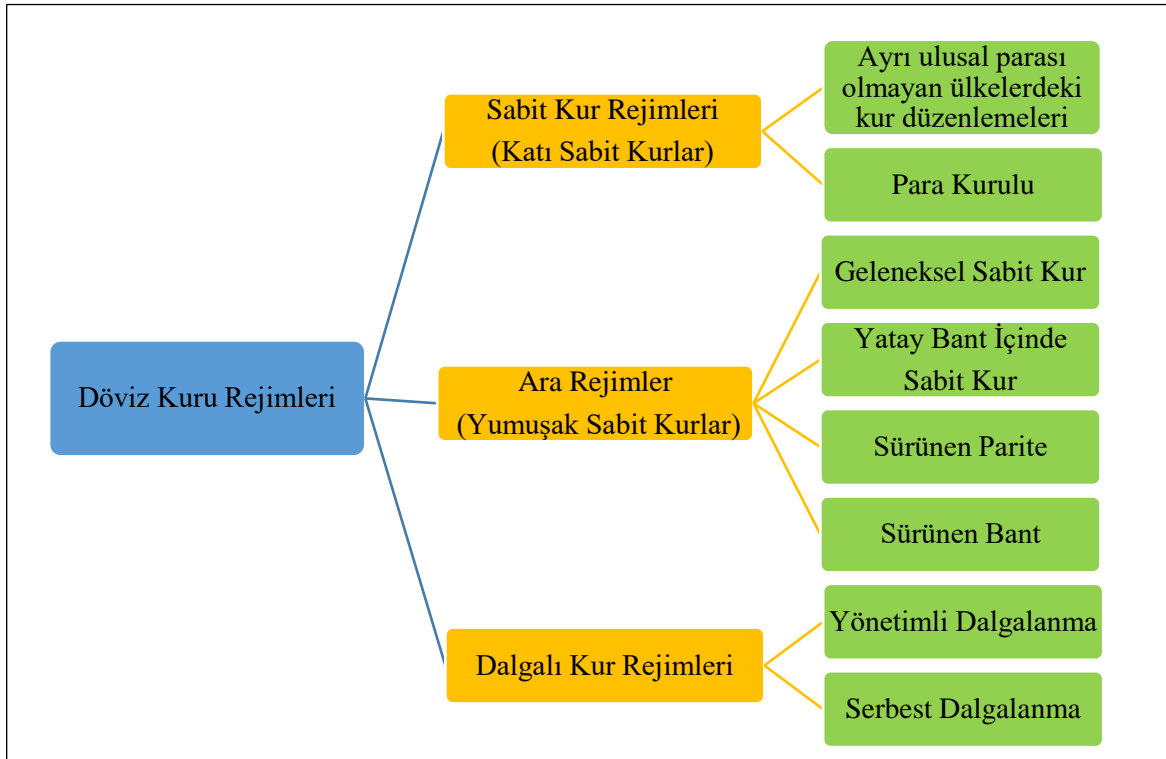 Döviz Kuru Rejimleri
Sabit Kur Rejimleri
(Katı Sabit Kurlar)
Ayrı ulusal parası
olmayan ülkelerdeki
kur düzenlemeleri
Para Kurulu
Ara Rejimler
(Yumuşak Sabit Kurlar)
Geleneksel Sabit Kur
Yatay Bant İçinde
Sabit Kur
Sürünen Parite
Sürünen Bant
Dalgalı Kur Rejimleri
Yönetimli Dalgalanma
Serbest Dalgalanma